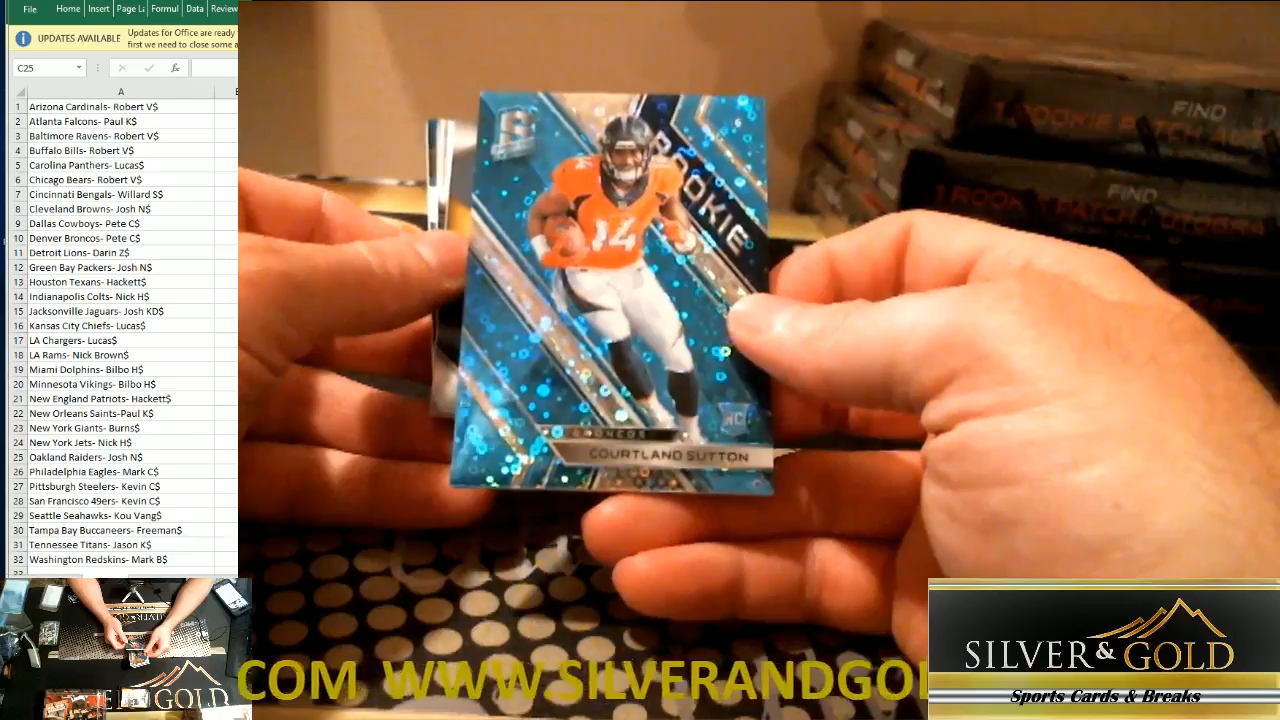 File Home Insert Page La Formul Data Review
UPDATES AVAILABLE Updates for Office are ready
first we need to close some a
C25 fx
A
1 Arizona Cardinals- Robert V$
2 Atlanta Falcons- Paul K$
3 Baltimore Ravens- Robert V$
4 Buffalo Bills- Robert V$
5 Carolina Panthers- Lucas$
6 Chicago Bears- Robert V$
7 Cincinnati Bengals- Willard S$
8 Cleveland Browns- Josh N$
9 Dallas Cowboys- Pete C$
10 Denver Broncos- Pete C$
11 Detroit Lions- Darin Z$
12 Green Bay Packers- Josh N$
13 Houston Texans- Hackett$
14 Indianapolis Colts- Nick H$
15 Jacksonville Jaguars- Josh KD$
16 Kansas City Chiefs- Lucas$
17 LA Chargers- Lucas$
18 LA Rams- Nick Brown$
19 Miami Dolphins- Bilbo H$
20 Minnesota Vikings- Bilbo H$
21 New England Patriots- Hackett$
22 New Orleans Saints-Paul K$
23 New York Giants- Burns$
24 New York Jets- Nick H$
25 Oakland Raiders- Josh N$
26 Philadelphia Eagles- Mark C$
27 Pittsburgh Steelers- Kevin C$
28 San Francisco 49ers- Kevin C$
29 Seattle Seahawks- Kou Vang$
30 Tampa Bay Buccaneers- Freeman$
31 Tennessee Titans- Jason K$
32 Washington Redskins- Mark B$
ROOKIE
14
RC
BRONCOS
COURTLAND SUTTON
FIND
1 ROOKIE PATCH AUT
FIND
1 ROOKIE PATCH AUTOGRA
SILVER &
GOLD
COM WWW.SILVERANDGOL
SILVER & GOLD
Sports Cards & Breaks